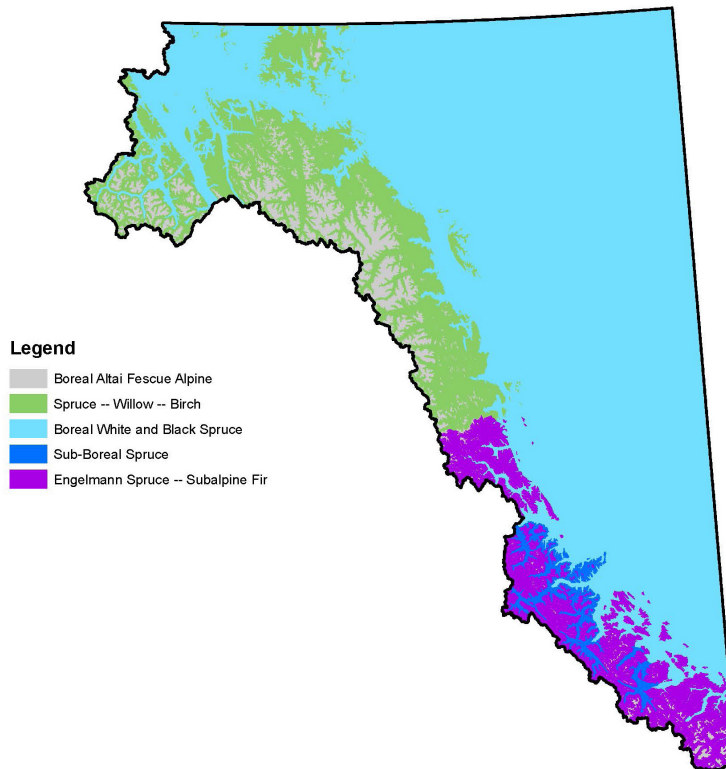 Legend
Boreal Altai Fescue Alpine
Spruce -- Willow -- Birch
Boreal White and Black Spruce
Sub-Boreal Spruce
Engelmann Spruce -- Subalpine Fir